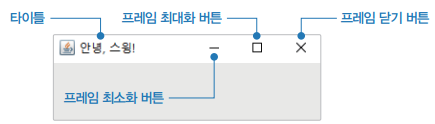 타이틀
프레임 최대화 버튼
프레임 닫기 버튼
안녕, 스윙!
프레임 최소화 버튼